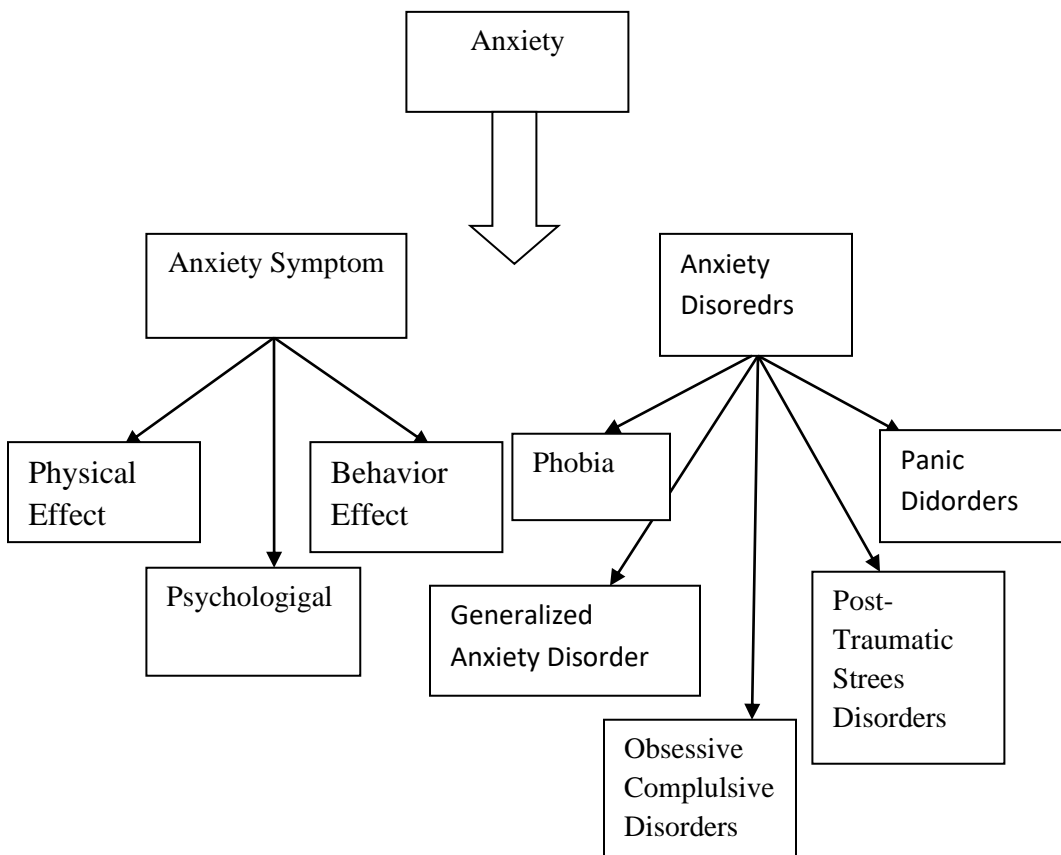 Anxiety
Anxiety Symptom
Anxiety
Disoredrs
Physical
Effect
Behavior
Effect
Phobia
Panic
Didorders
Psychologigal
Generalized
Anxiety Disorder
Post-
Traumatic
Strees
Disorders
Obsessive
Complulsive
Disorders